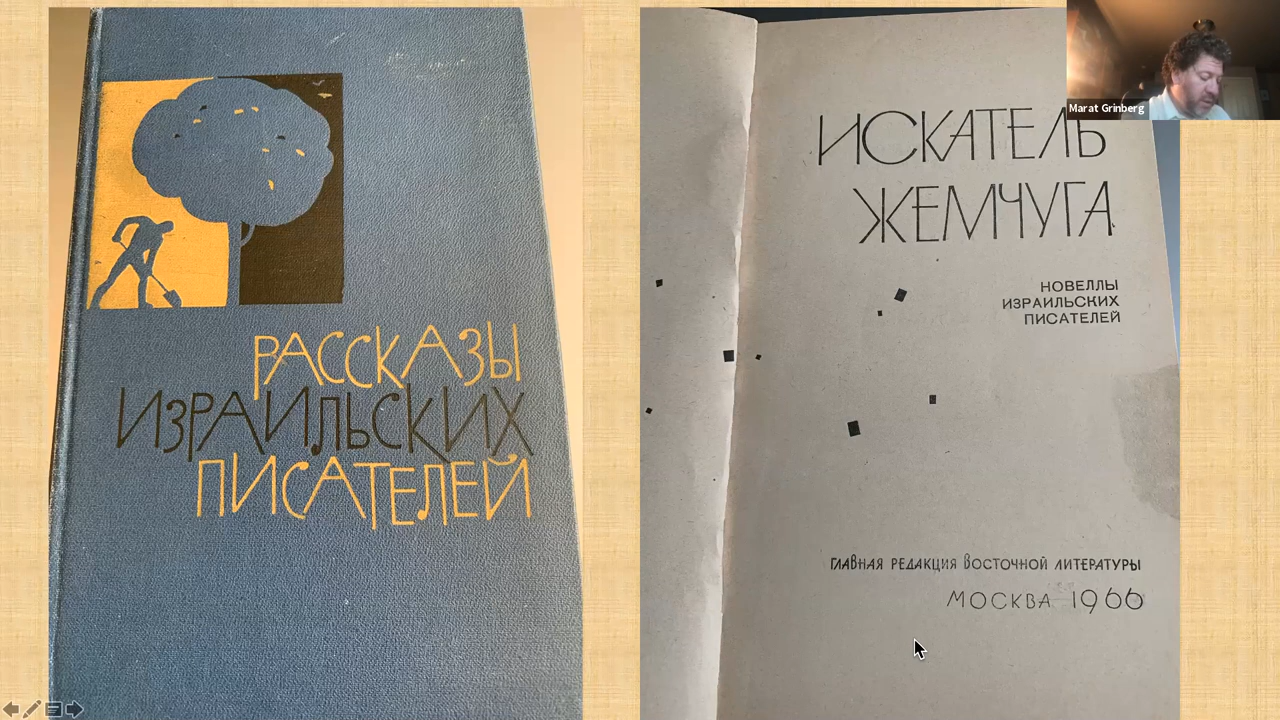 РАССКАЗЫ
ИЗРАИЛЬСКИХ
ПИСАТЕЛЕЙ
ИСКАТЕЛЬ
ЖЕМЧУГА
НОВЕЛЛЫ
ИЗРАИЛЬСКИХ
ПИСАТЕЛЕЙ
ГЛАВНАЯ РЕДАКЦИЯ ВОСТОЧНОЙ ЛИТЕРАТУРЫ
МОСКВА 1966
Marat Grinberg